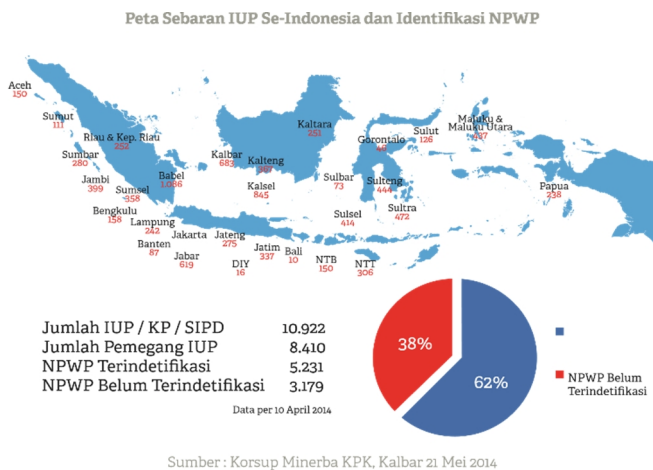 Peta Sebaran IUP Se-Indonesia dan Identifikasi NPWP
Aceh
150
Sumut
111
Riau & Kep. Riau
252
Sumbar
280
Jambi
399
Sumsel
358
Babel
1.086
Bengkulu
158
Lampung
242
Banten
87
Jakarta
Jabar
619
Jateng
275
DIY
16
Jatim
337
Bali
10
NTB
150
NTT
306
Kalbar
683
Kalteng
Kaltara
251
Kalsel
845
Sulbar
73
Sulsel
414
Gorontalo
Sulteng
444
Sultra
472
Sulut
126
Maluku &
Maluku Utara
Papua
238
Jumlah IUP / KP / SIPD 10.922
Jumlah Pemegang IUP 8.410
NPWP Terindetifikasi 5.231
NPWP Belum Terindetifikasi 3.179
Data per 10 April 2014
38%
62%
NPWP Belum
Terindetifikasi
Sumber : Korsup Minerba KPK, Kalbar 21 Mei 2014